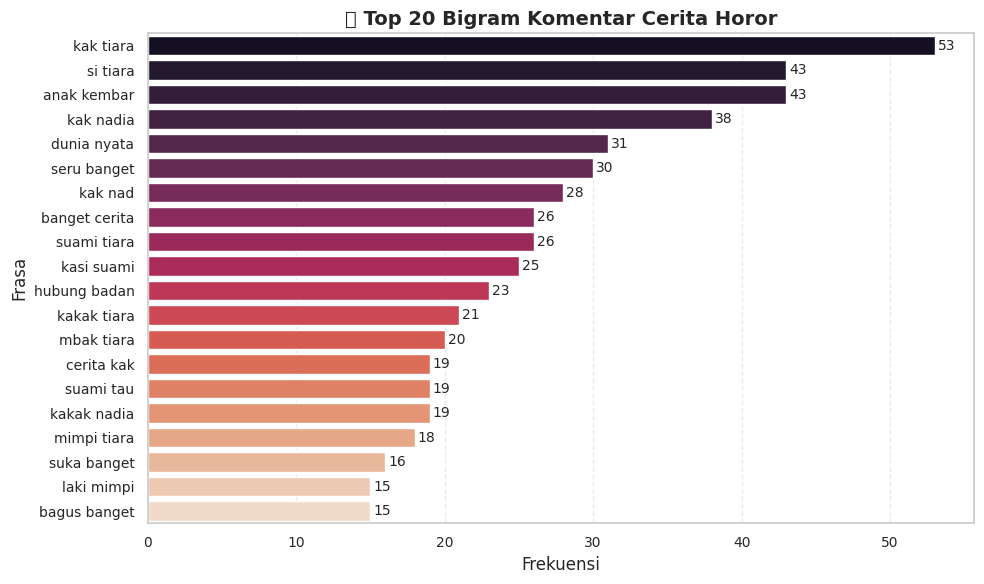 ▯ Top 20 Bigram Komentar Cerita Horor
kak tiara 53
si tiara 43
anak kembar 43
kak nadia 38
dunia nyata 31
seru banget 30
kak nad 28
banget cerita 26
suami tiara 26
kasi suami 25
hubung badan 23
kakak tiara 21
mbak tiara 20
cerita kak 19
suami tau 19
kakak nadia 19
mimpi tiara 18
suka banget 16
laki mimpi 15
bagus banget 15
Frasa
0 10 20 30 40 50
Frekuensi